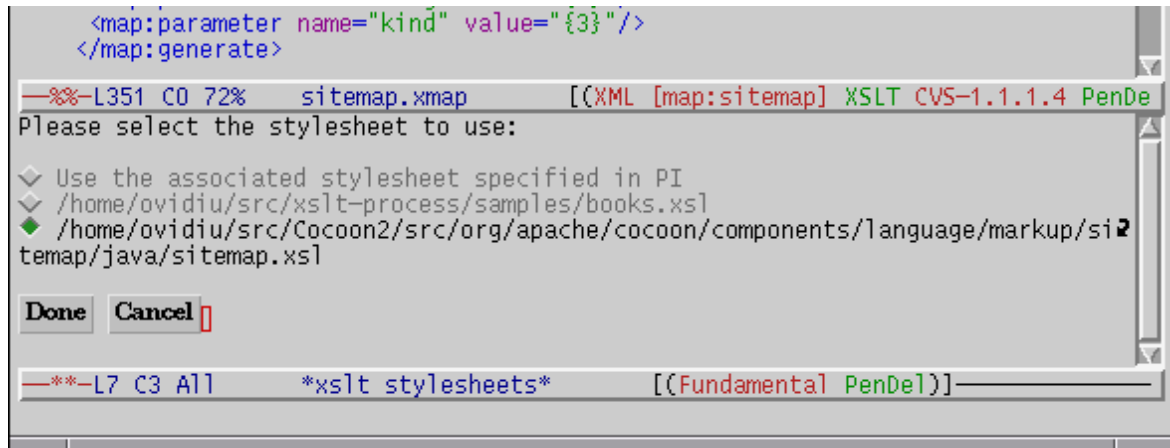 <map:parameter name="kind" value="{3}"/>
</map:generate>
—%%-L351 C0 72% sitemap.xmap [(XML [map:sitemap] XSLT CVS-1.1.1.4 PenDe
Please select the stylesheet to use:
Use the associated stylesheet specified in PI
/home/ovidiu/src/xslt-process/samples/books.xsl
/home/ovidiu/src/Cocoon2/src/org/apache/cocoon/components/language/markup/si
temap/java/sitemap.xsl
Done Cancel
—**-L7 C3 All *xslt stylesheets* [(Fundamental PenDel)]